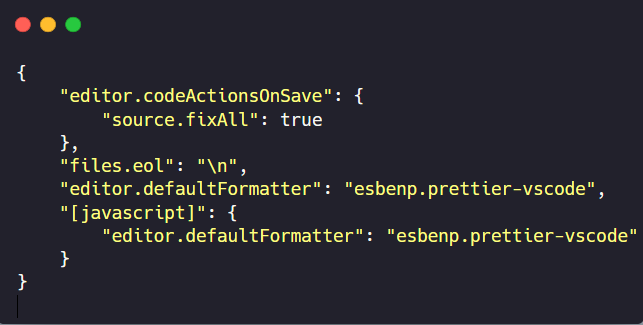 {
    "editor.codeActionsOnSave": {
        "source.fixAll": true
    },
    "files.eol": "\n",
    "editor.defaultFormatter": "esbenp.prettier-vscode",
    "[javascript]": {
        "editor.defaultFormatter": "esbenp.prettier-vscode"
    }
}